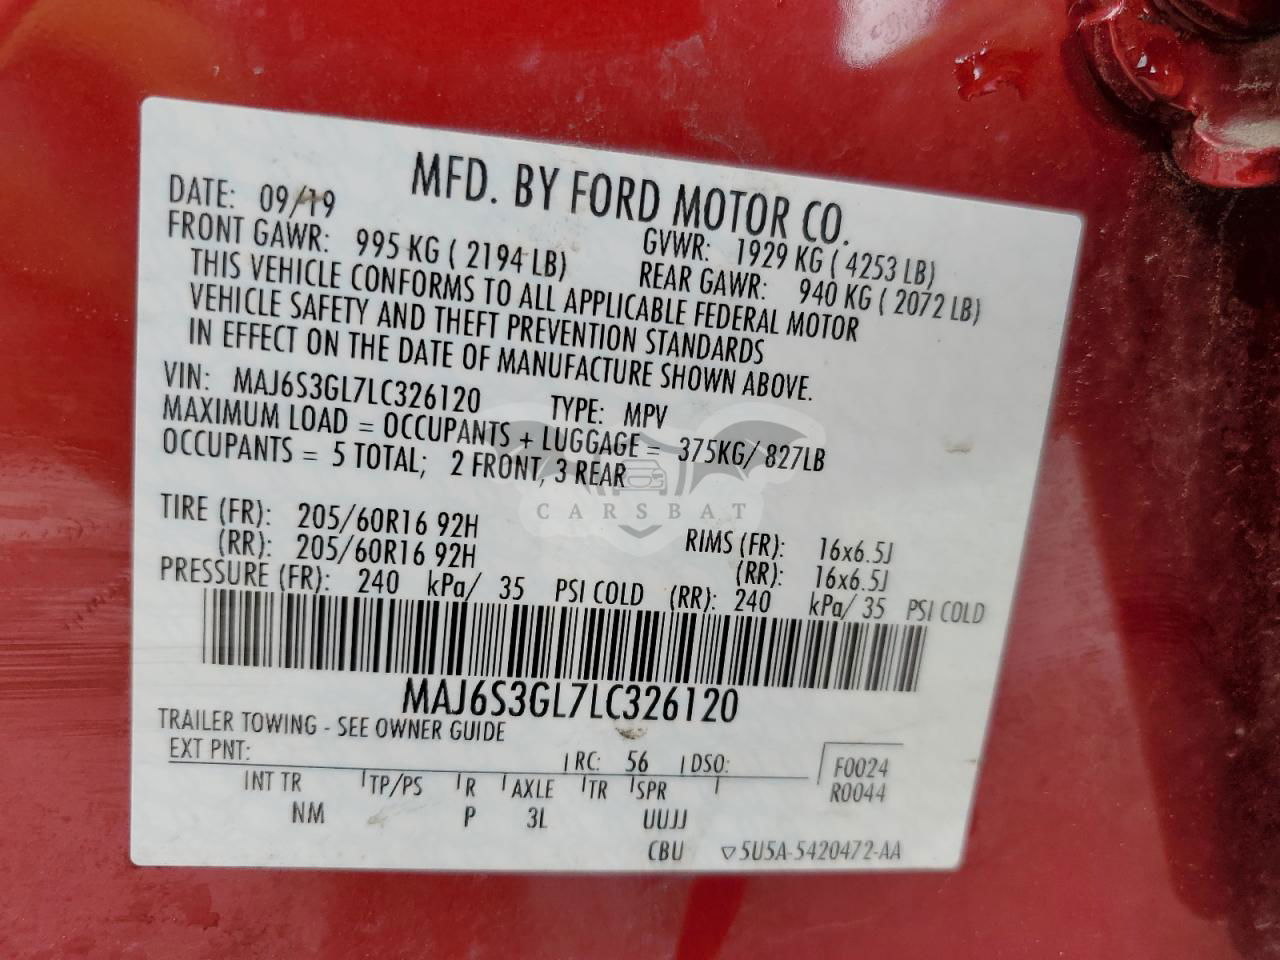 MFD. BY FORD MOTOR CO.
DATE: 09/19
GVWR: 1929 KG ( 4253 LB)
FRONT GAWR: 995 KG ( 2194 LB)
REAR GAWR: 940 KG ( 2072 LB)
THIS VEHICLE CONFORMS TO ALL APPLICABLE FEDERAL MOTOR
VEHICLE SAFETY AND THEFT PREVENTION STANDARDS
IN EFFECT ON THE DATE OF MANUFACTURE SHOWN ABOVE.
VIN: MAJ6S3GL7LC326120 TYPE: MPV
MAXIMUM LOAD = OCCUPANTS + LUGGAGE = 375KG/ 827LB
OCCUPANTS = 5 TOTAL; 2 FRONT, 3 REAR
CARSBAT
TIRE (FR): 205/60R16 92H RIMS (FR): 16x6.5J
(RR): 205/60R16 92H (RR): 16x6.5J
PRESSURE (FR): 240 kPa/ 35 PSI COLD (RR): 240 kPa/ 35 PSI COLD
MAJ6S3GL7LC326120
TRAILER TOWING - SEE OWNER GUIDE
EXT PNT: RC: 56 DSO: F0024
INT TR TP/PS R AXLE TR SPR R0044
NM P 3L UUJJ
CBU ▽5U5A-5420472-AA